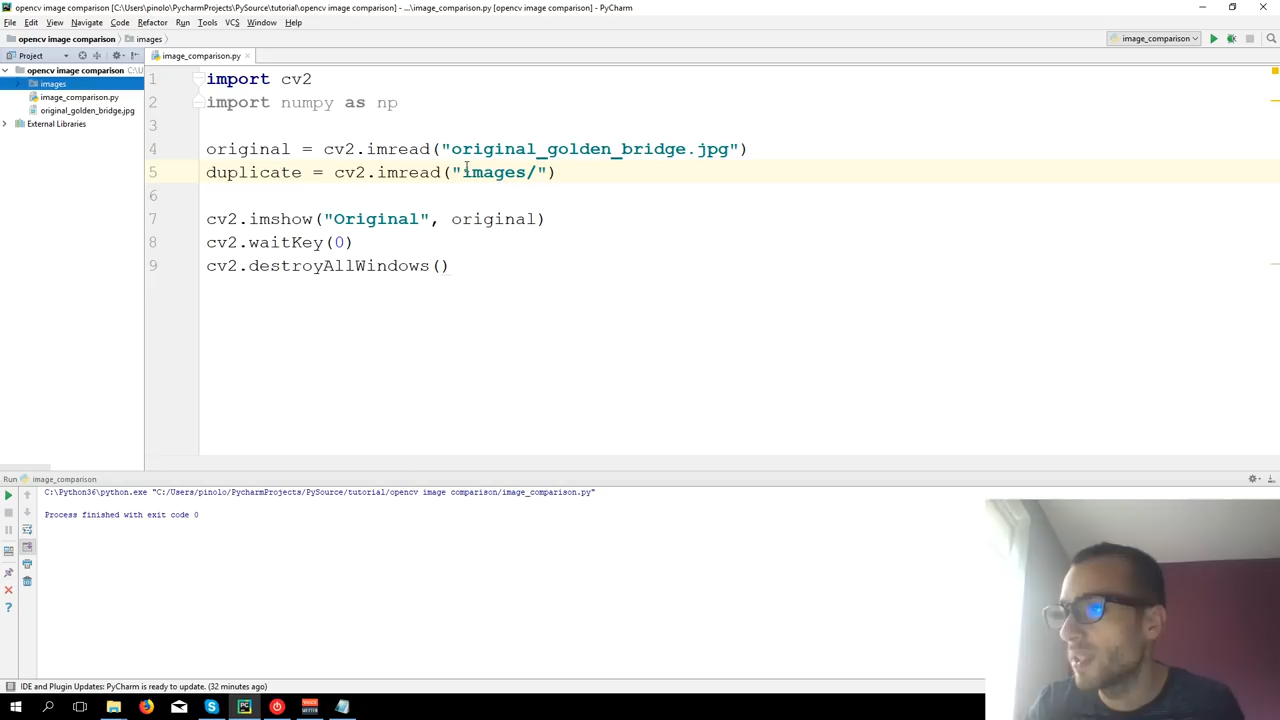 opencv image comparison [C:\Users\pinolo\PycharmProjects\PySource\tutorial\opencv image comparison] - ...\image_comparison.py [opencv image comparison] - PyCharm
File Edit View Navigate Code Refactor Run Tools VCS Window Help
opencv image comparison images image_comparison
Project image_comparison.py
opencv image comparison C:\U
images
image_comparison.py
original_golden_bridge.jpg
External Libraries
1 import cv2
2 import numpy as np
3
4 original = cv2.imread("original_golden_bridge.jpg")
5 duplicate = cv2.imread("images/")
6
7 cv2.imshow("Original", original)
8 cv2.waitKey(0)
9 cv2.destroyAllWindows()
Run image_comparison
C:\Python36\python.exe "C:/Users/pinolo/PycharmProjects/PySource/tutorial/opencv image comparison/image_comparison.py"
Process finished with exit code 0
IDE and Plugin Updates: PyCharm is ready to update. (32 minutes ago)